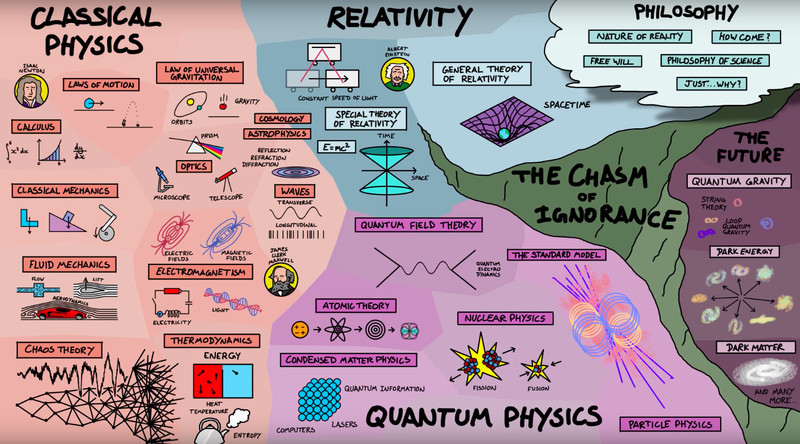 CLASSICAL
PHYSICS
ISAAC
NEWTON
LAWS OF MOTION
LAW OF UNIVERSAL
GRAVITATION
ORBITS
GRAVITY
CALCULUS
∫x²dx
dy/dx
PRISM
OPTICS
MICROSCOPE
TELESCOPE
COSMOLOGY
ASTROPHYSICS
REFLECTION
REFRACTION
DIFFRACTION
CLASSICAL MECHANICS
WAVES
TRANSVERSE
LONGITUDINAL
ELECTRIC
FIELDS
MAGNETIC
FIELDS
JAMES
CLERK
MAXWELL
FLUID MECHANICS
FLOW
LIFT
AERODYNAMICS
ELECTROMAGNETISM
ELECTRICITY
LIGHT
CHAOS THEORY
THERMODYNAMICS
ENERGY
HEAT
TEMPERATURE
ENTROPY
RELATIVITY
ALBERT
EINSTEIN
CONSTANT SPEED OF LIGHT
GENERAL THEORY
OF RELATIVITY
SPACETIME
SPECIAL THEORY
OF RELATIVITY
E=mc²
TIME
SPACE
PHILOSOPHY
NATURE OF REALITY
HOW COME?
FREE WILL
PHILOSOPHY OF SCIENCE
JUST...WHY?
THE CHASM
OF
IGNORANCE
THE
FUTURE
QUANTUM GRAVITY
STRING
THEORY
LOOP
QUANTUM
GRAVITY
DARK ENERGY
DARK MATTER
AND MANY
MORE...
QUANTUM FIELD THEORY
QUANTUM
ELECTRO
DYNAMICS
THE STANDARD MODEL
ATOMIC THEORY
NUCLEAR PHYSICS
FISSION
FUSION
CONDENSED MATTER PHYSICS
QUANTUM INFORMATION
LASERS
COMPUTERS
QUANTUM PHYSICS
PARTICLE PHYSICS